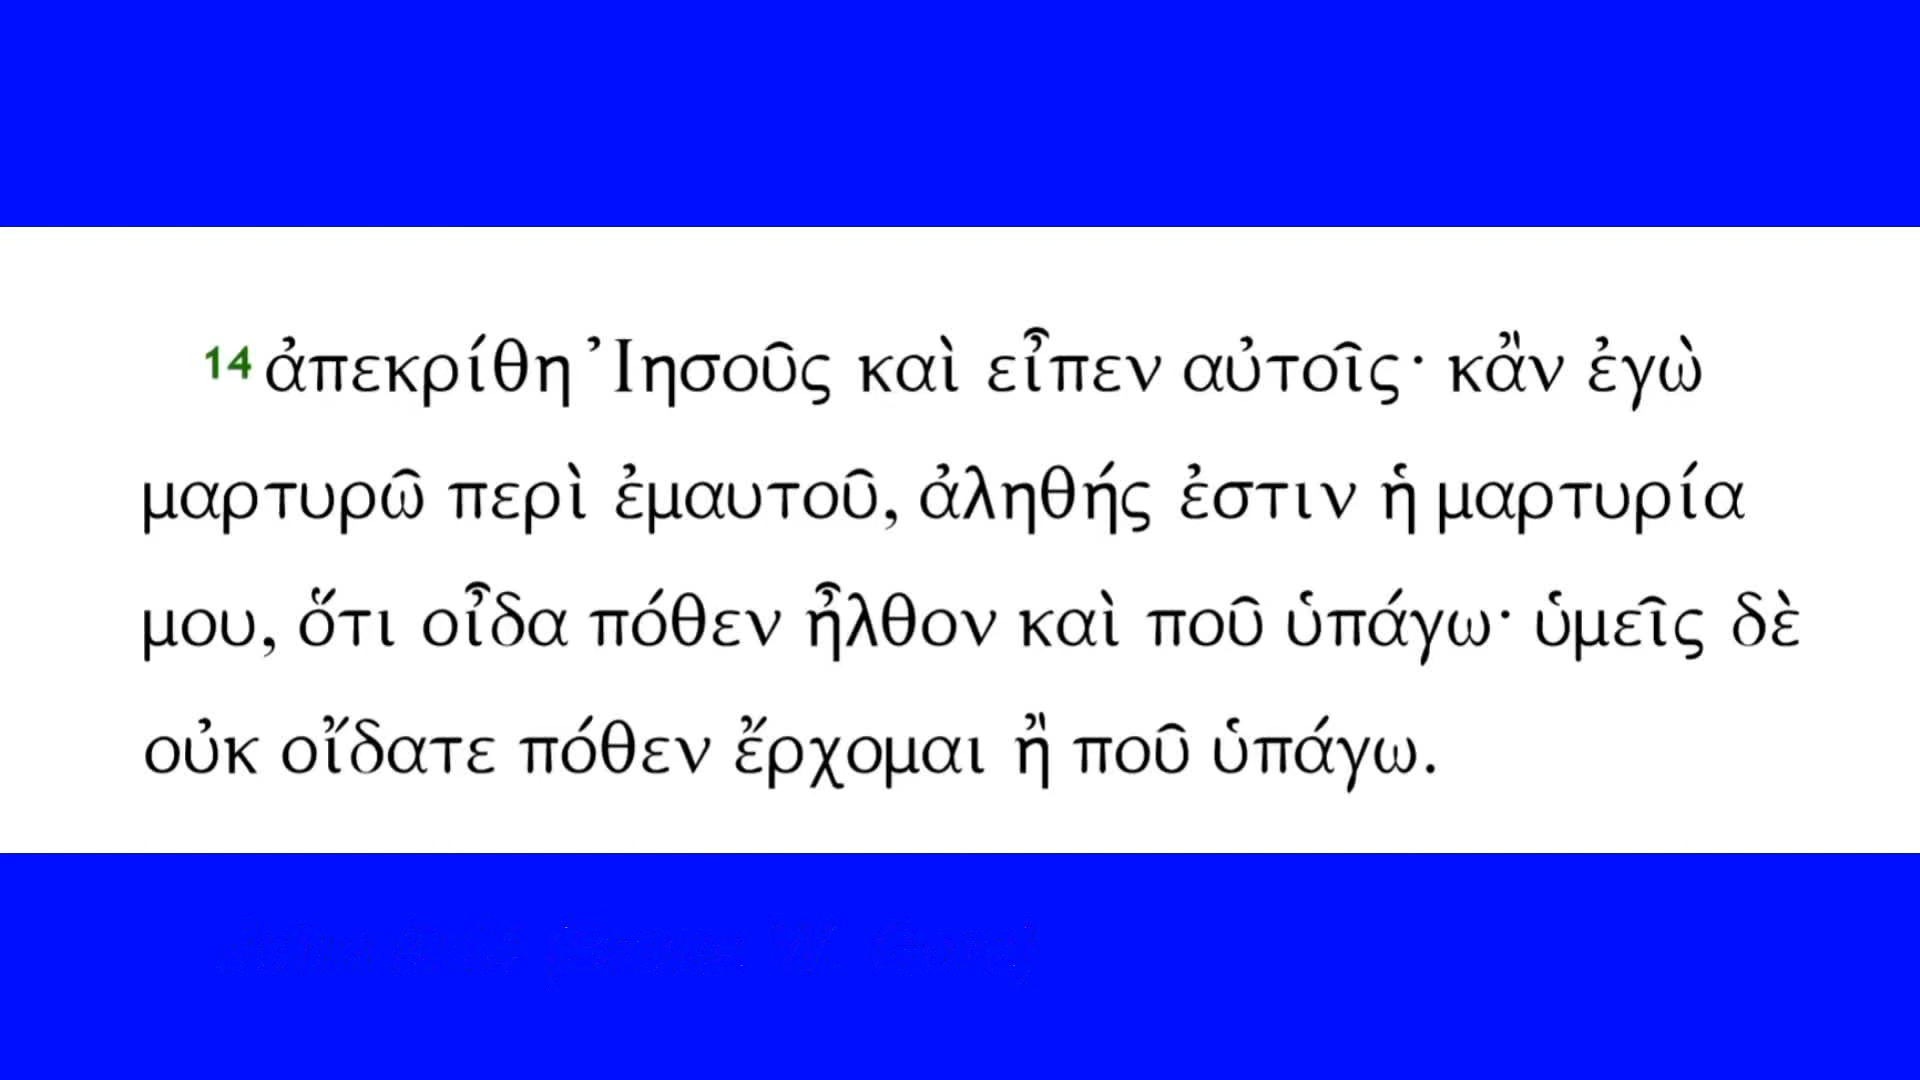 14 ἀπεκρίθη Ἰησοῦς καὶ εἶπεν αὐτοῖς· κἂν ἐγὼ
μαρτυρῶ περὶ ἐμαυτοῦ, ἀληθής ἐστιν ἡ μαρτυρία
μου, ὅτι οἶδα πόθεν ἦλθον καὶ ποῦ ὑπάγω· ὑμεῖς δὲ
οὐκ οἴδατε πόθεν ἔρχομαι ἢ ποῦ ὑπάγω.